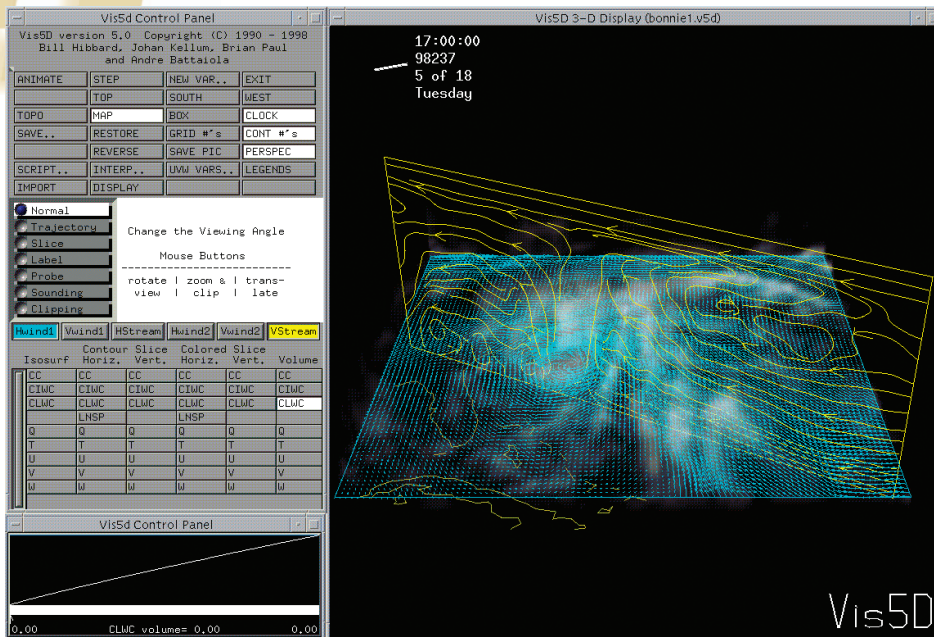 Vis5D Control Panel
Vis5D version 5.0 Copyright (C) 1990 - 1998
Bill Hibbard, Johan Kellum, Brian Paul
and Andre Battaiola
ANIMATE STEP NEW VAR.. EXIT
TOP SOUTH WEST
TOPO MAP BOX CLOCK
SAVE.. RESTORE GRID #'s CONT #'s
REVERSE SAVE PIC PERSPEC
SCRIPT.. INTERP.. UVW VARS.. LEGENDS
IMPORT DISPLAY
Normal
Trajectory
Slice
Label
Probe
Sounding
Clipping
Change the Viewing Angle
Mouse Buttons
-----------------------
rotate | zoom & | trans-
view | clip | late
Hwind1 Vwind1 HStream Hwind2 Vwind2 VStream
Contour Slice Colored Slice
Isosurf Horiz. Vert. Horiz. Vert. Volume
CC CC CC CC CC CC
CIWC CIWC CIWC CIWC CIWC CIWC
CLWC CLWC CLWC CLWC CLWC CLWC
LNSP LNSP
Q Q Q Q Q Q
T T T T T T
U U U U U U
V V V V V V
W W W W W W
Vis5d Control Panel
0.00 CLWC volume= 0.00 0.00
Vis5D 3-D Display (bonnie1.v5d)
17:00:00
98237
5 of 18
Tuesday
Vis5D